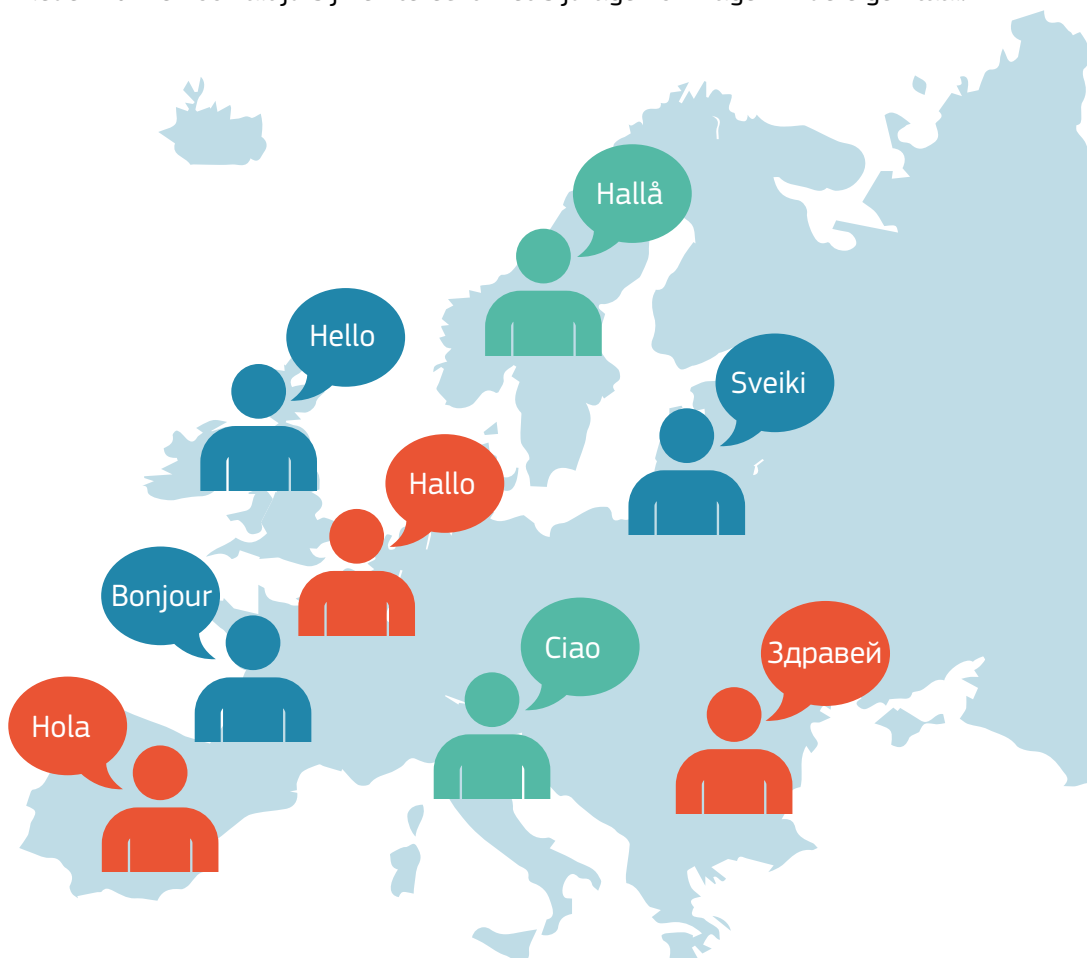 Hallå
Hello
Sveiki
Hallo
Bonjour
Ciao
Здравей
Hola